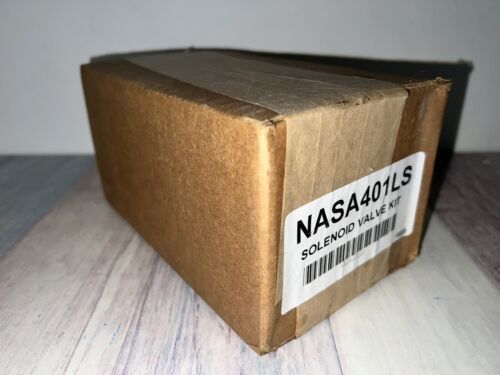 NASA401LS
SOLENOID VALVE KIT